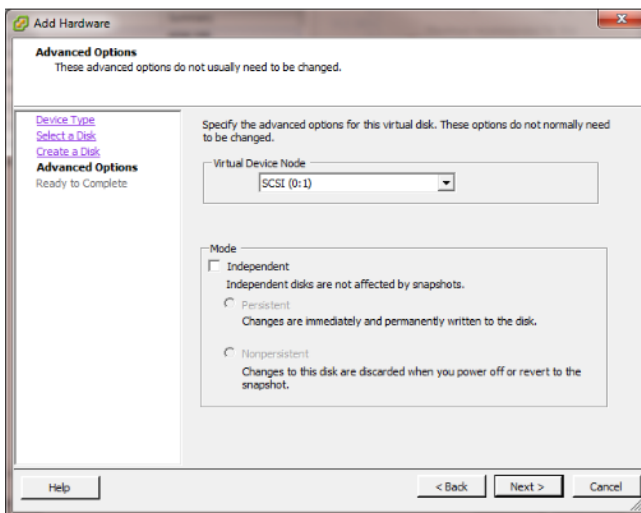 Add Hardware
Advanced Options
These advanced options do not usually need to be changed.
Device Type
Select a Disk
Create a Disk
Advanced Options
Ready to Complete
Specify the advanced options for this virtual disk. These options do not normally need
to be changed.
Virtual Device Node
SCSI (0:1)
Mode
Independent
Independent disks are not affected by snapshots.
Persistent
Changes are immediately and permanently written to the disk.
Nonpersistent
Changes to this disk are discarded when you power off or revert to the
snapshot.
Help
< Back
Next >
Cancel